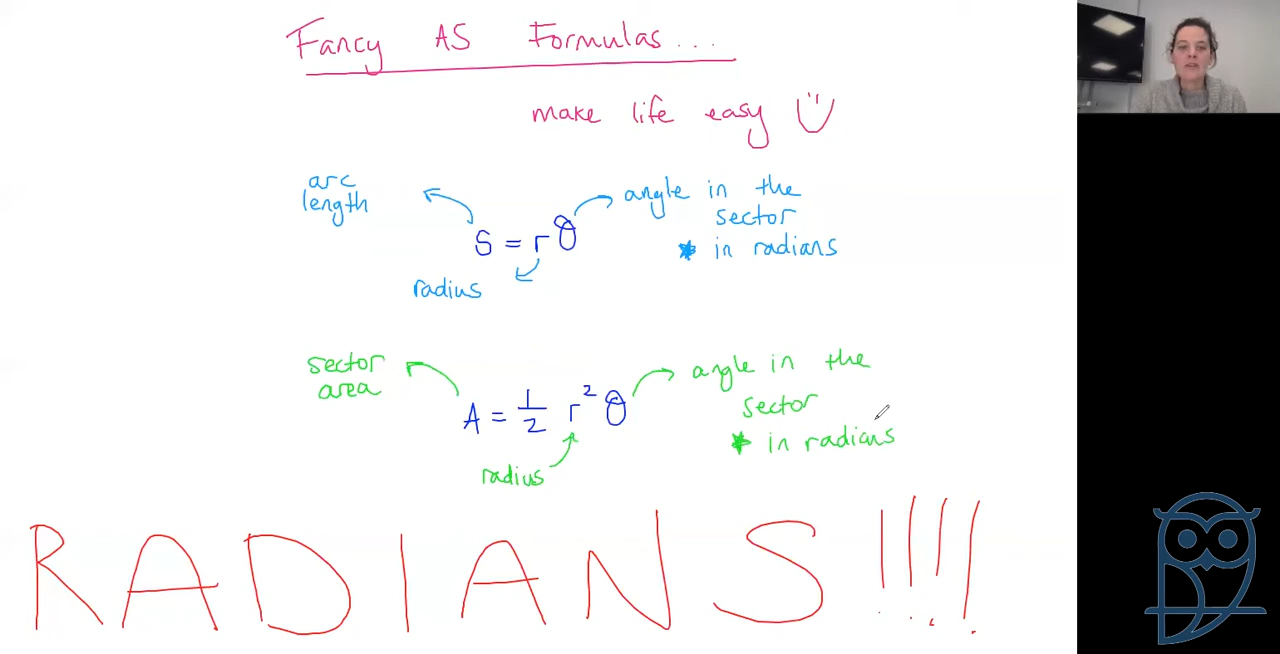 Fancy AS Formulas...
make life easy
arc
length
angle in the
sector
* in radians
S = rθ
radius
sector
area
angle in the
sector
* in radians
A = 1/2 r² θ
radius
RADIANS!!!!